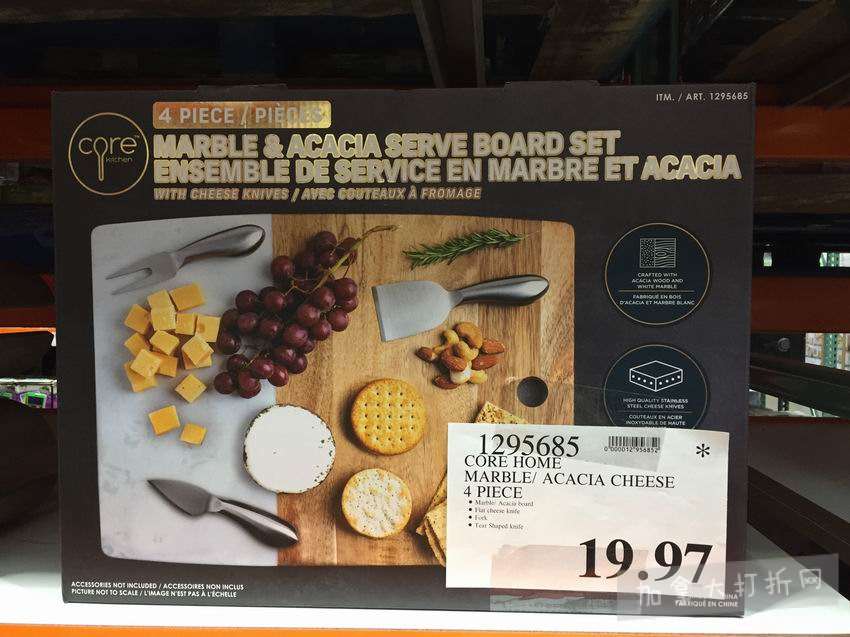 ITM. / ART. 1295685
4 PIECE / PIÈCES
core
kitchen
MARBLE & ACACIA SERVE BOARD SET
ENSEMBLE DE SERVICE EN MARBRE ET ACACIA
WITH CHEESE KNIVES / AVEC COUTEAUX À FROMAGE
CRAFTED WITH
ACACIA WOOD AND
WHITE MARBLE
FABRIQUÉ EN BOIS
D'ACACIA ET MARBRE BLANC
HIGH QUALITY STAINLESS
STEEL CHEESE KNIVES
COUTEAUX EN ACIER
INOXYDABLE DE HAUTE
1295685
*
CORE HOME
MARBLE/ ACACIA CHEESE
4 PIECE
• Marble/ Acacia board
• Flat cheese knife
• Fork
• Tear Shaped knife
19.97
ACCESSORIES NOT INCLUDED / ACCESSOIRES NON INCLUS
PICTURE NOT TO SCALE / L'IMAGE N'EST PAS À L'ÉCHELLE
FABRIQUÉ EN CHINE
加拿大打折网